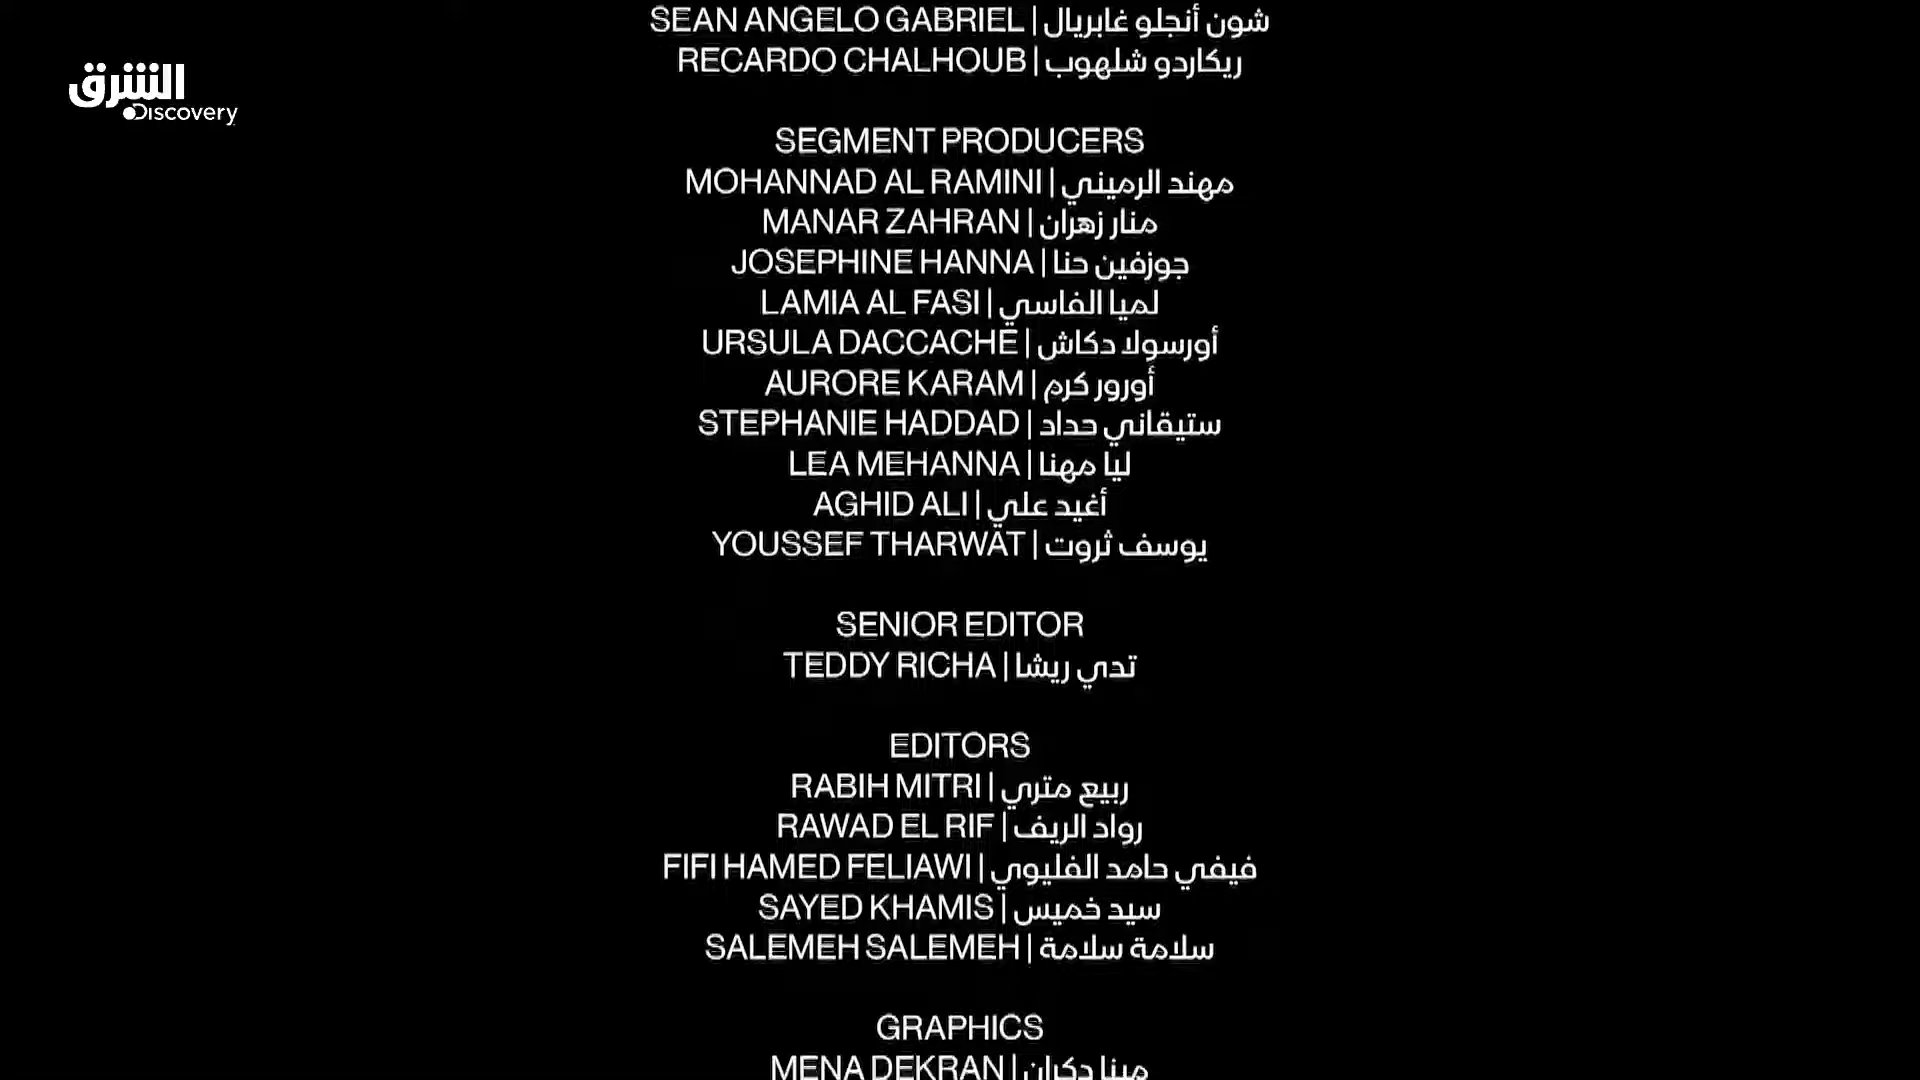 SEAN ANGELO GABRIEL | شون أنجلو غابريال
RECARDO CHALHOUB | ريكاردو شلهوب
الشرق
Discovery
SEGMENT PRODUCERS
MOHANNAD AL RAMINI | مهند الرميني
MANAR ZAHRAN | منار زهران
JOSEPHINE HANNA | جوزفين حنا
LAMIA AL FASI | لميا الفاسي
URSULA DACCACHE | أورسولا دكاش
AURORE KARAM | أورور كرم
STEPHANIE HADDAD | ستيقاني حداد
LEA MEHANNA | ليا مهنا
AGHID ALI | أغيد علي
YOUSSEF THARWAT | يوسف ثروت
SENIOR EDITOR
TEDDY RICHA | تدي ريشا
EDITORS
RABIH MITRI | ربيع متري
RAWAD EL RIF | رواد الريف
FIFI HAMED FELIAWI | فيفي حامد الفليوي
SAYED KHAMIS | سيد خميس
SALEMEH SALEMEH | سلامة سلامة
GRAPHICS
MENA DEKRAN | مينا دكران